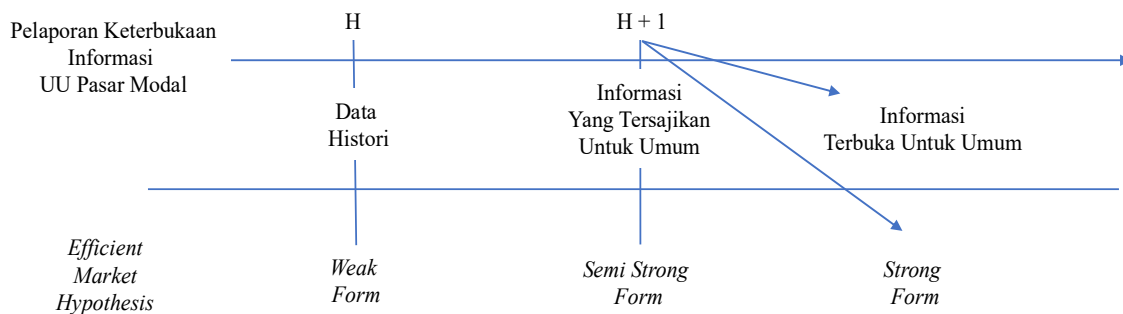 Pelaporan Keterbukaan
Informasi
UU Pasar Modal
H
H + 1
Data
Histori
Informasi
Yang Tersajikan
Untuk Umum
Informasi
Terbuka Untuk Umum
Efficient
Market
Hypothesis
Weak
Form
Semi Strong
Form
Strong
Form